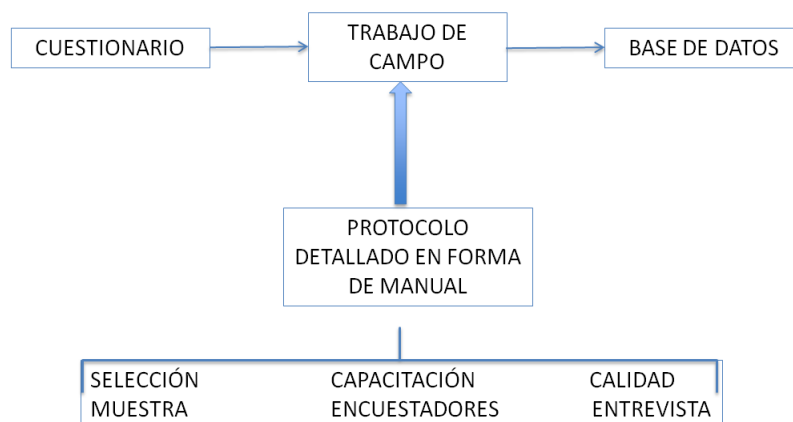 CUESTIONARIO
TRABAJO DE
CAMPO
BASE DE DATOS
PROTOCOLO
DETALLADO EN FORMA
DE MANUAL
SELECCIÓN
MUESTRA
CAPACITACIÓN
ENCUESTADORES
CALIDAD
ENTREVISTA